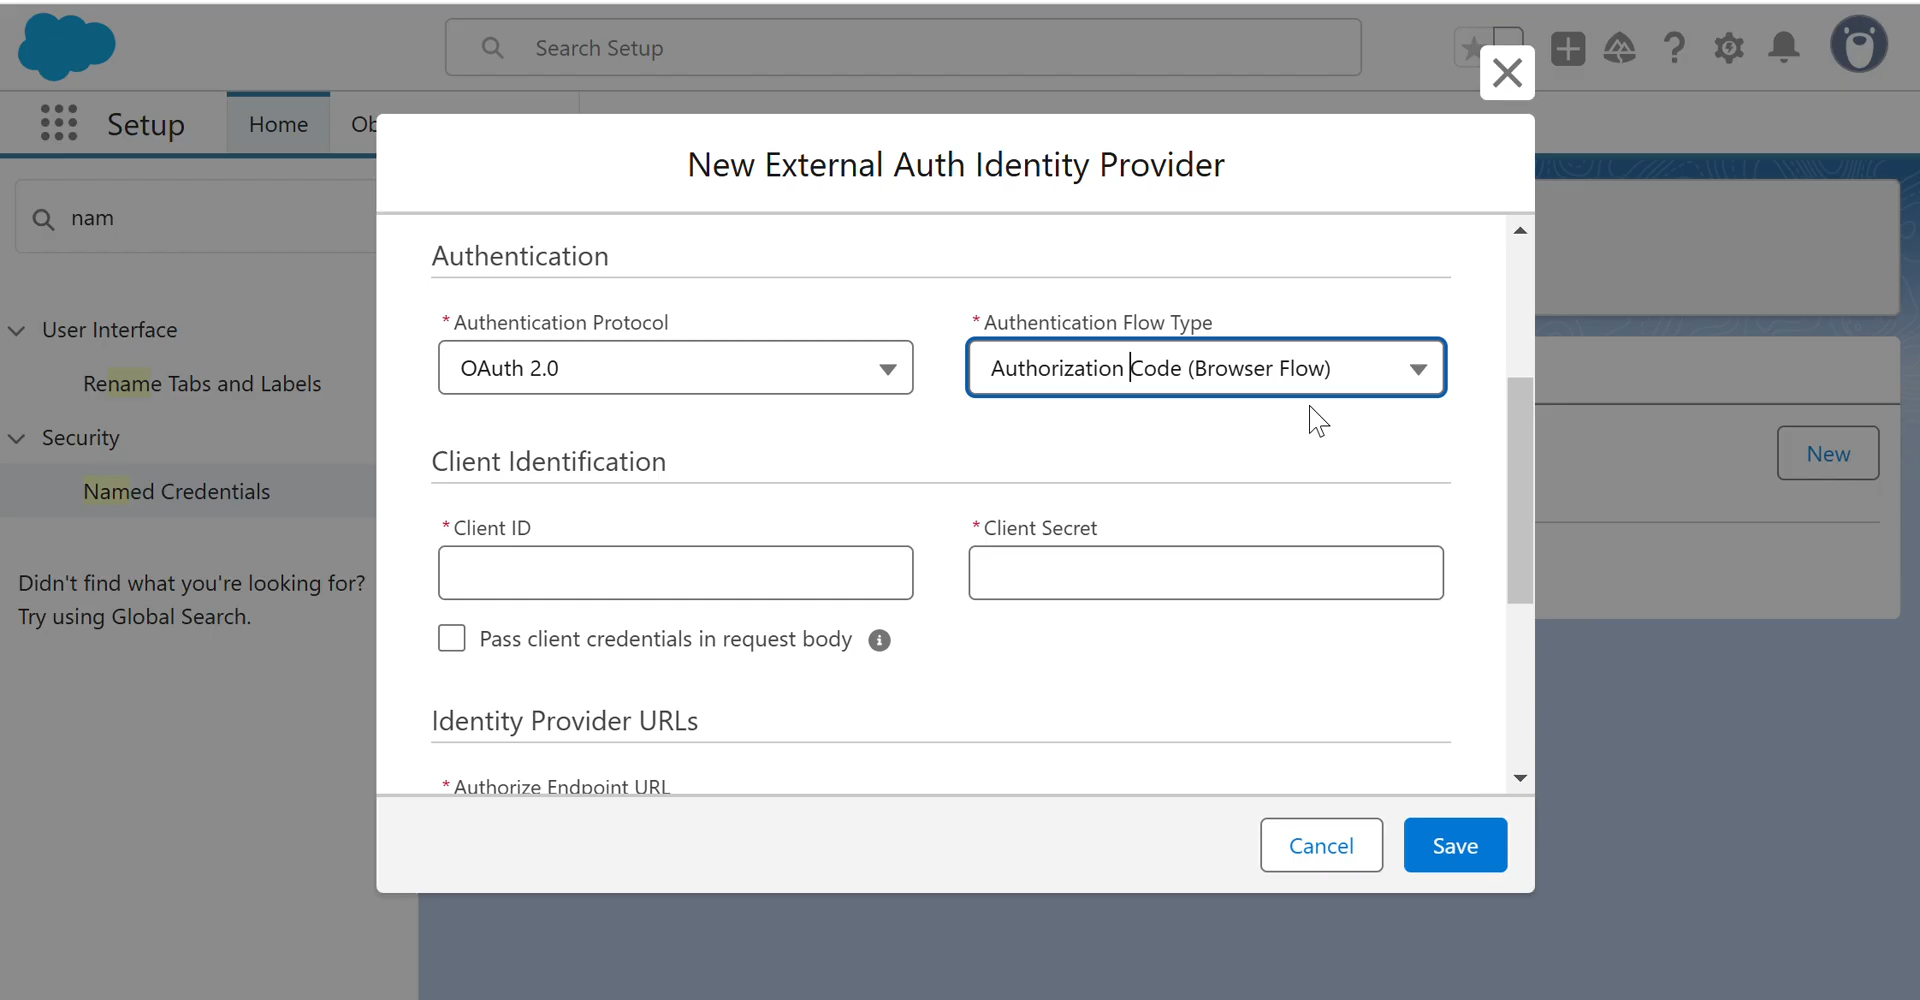 Search Setup
Setup
Home
Ob
nam
User Interface
Rename Tabs and Labels
Security
Named Credentials
Didn't find what you're looking for?
Try using Global Search.
New External Auth Identity Provider
Authentication
*Authentication Protocol
OAuth 2.0
*Authentication Flow Type
Authorization Code (Browser Flow)
Client Identification
*Client ID
*Client Secret
Pass client credentials in request body
Identity Provider URLs
*Authorize Endpoint URL
Cancel
Save
New